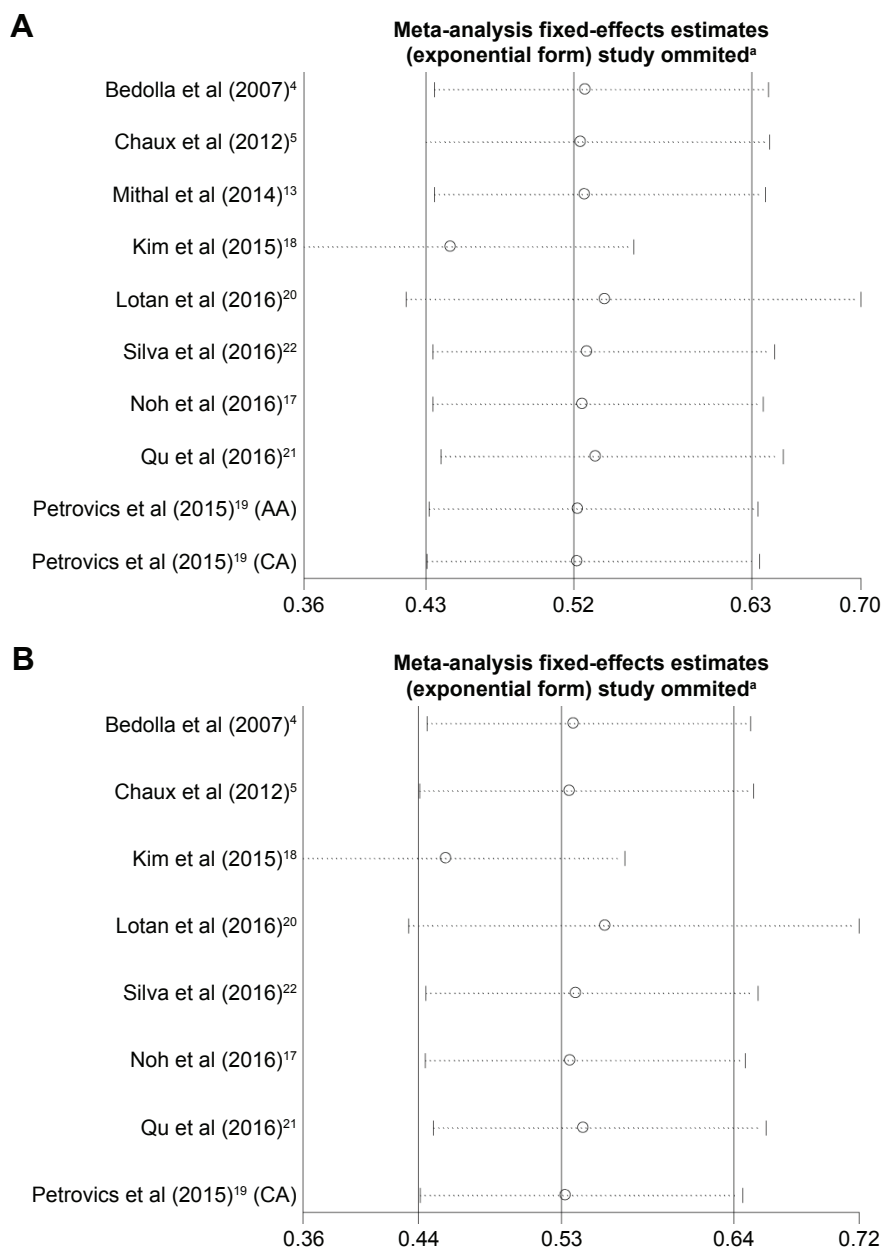 A
Meta-analysis fixed-effects estimates
(exponential form) study ommitedᵃ
Bedolla et al (2007)⁴
Chaux et al (2012)⁵
Mithal et al (2014)¹³
Kim et al (2015)¹⁸
Lotan et al (2016)²⁰
Silva et al (2016)²²
Noh et al (2016)¹⁷
Qu et al (2016)²¹
Petrovics et al (2015)¹⁹ (AA)
Petrovics et al (2015)¹⁹ (CA)
0.36 0.43 0.52 0.63 0.70
B
Meta-analysis fixed-effects estimates
(exponential form) study ommitedᵃ
Bedolla et al (2007)⁴
Chaux et al (2012)⁵
Kim et al (2015)¹⁸
Lotan et al (2016)²⁰
Silva et al (2016)²²
Noh et al (2016)¹⁷
Qu et al (2016)²¹
Petrovics et al (2015)¹⁹ (CA)
0.36 0.44 0.53 0.64 0.72